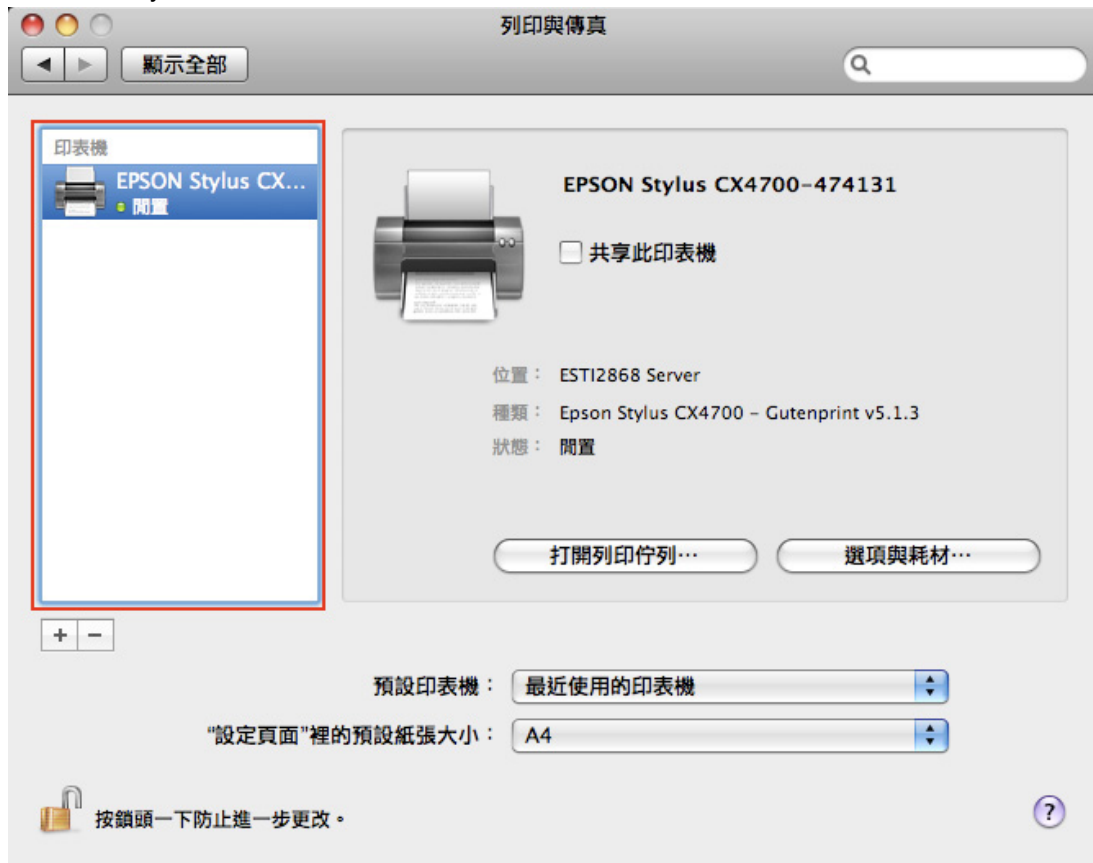 列印與傳真
顯示全部
印表機
EPSON Stylus CX...
閒置
EPSON Stylus CX4700-474131
共享此印表機
位置： ESTI2868 Server
種類： Epson Stylus CX4700 – Gutenprint v5.1.3
狀態： 閒置
打開列印佇列… 選項與耗材…
+ −
預設印表機： 最近使用的印表機
“設定頁面”裡的預設紙張大小： A4
按鎖頭一下防止進一步更改。 ?